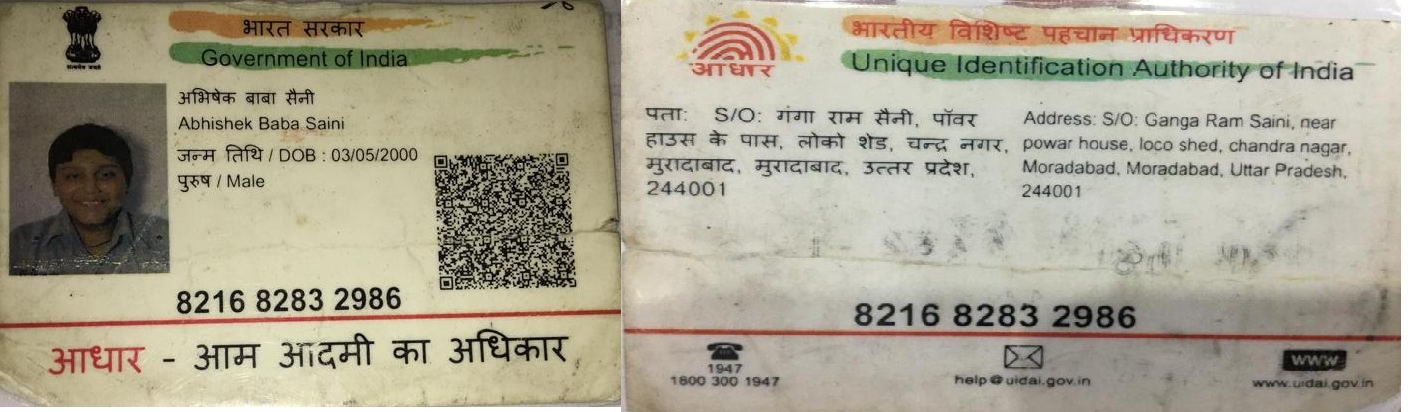 भारत सरकार
Government of India
अभिषेक बाबा सैनी
Abhishek Baba Saini
जन्म तिथि / DOB : 03/05/2000
पुरुष / Male
8216 8283 2986
आधार - आम आदमी का अधिकार
आधार
भारतीय विशिष्ट पहचान प्राधिकरण
Unique Identification Authority of India
पता: S/O: गंगा राम सैनी, पॉवर
हाउस के पास, लोको शेड, चन्द्र नगर,
मुरादाबाद, मुरादाबाद, उत्तर प्रदेश,
244001
Address: S/O: Ganga Ram Saini, near
powar house, loco shed, chandra nagar,
Moradabad, Moradabad, Uttar Pradesh,
244001
8216 8283 2986
1947
1800 300 1947
help@uidai.gov.in
www
www.uidai.gov.in